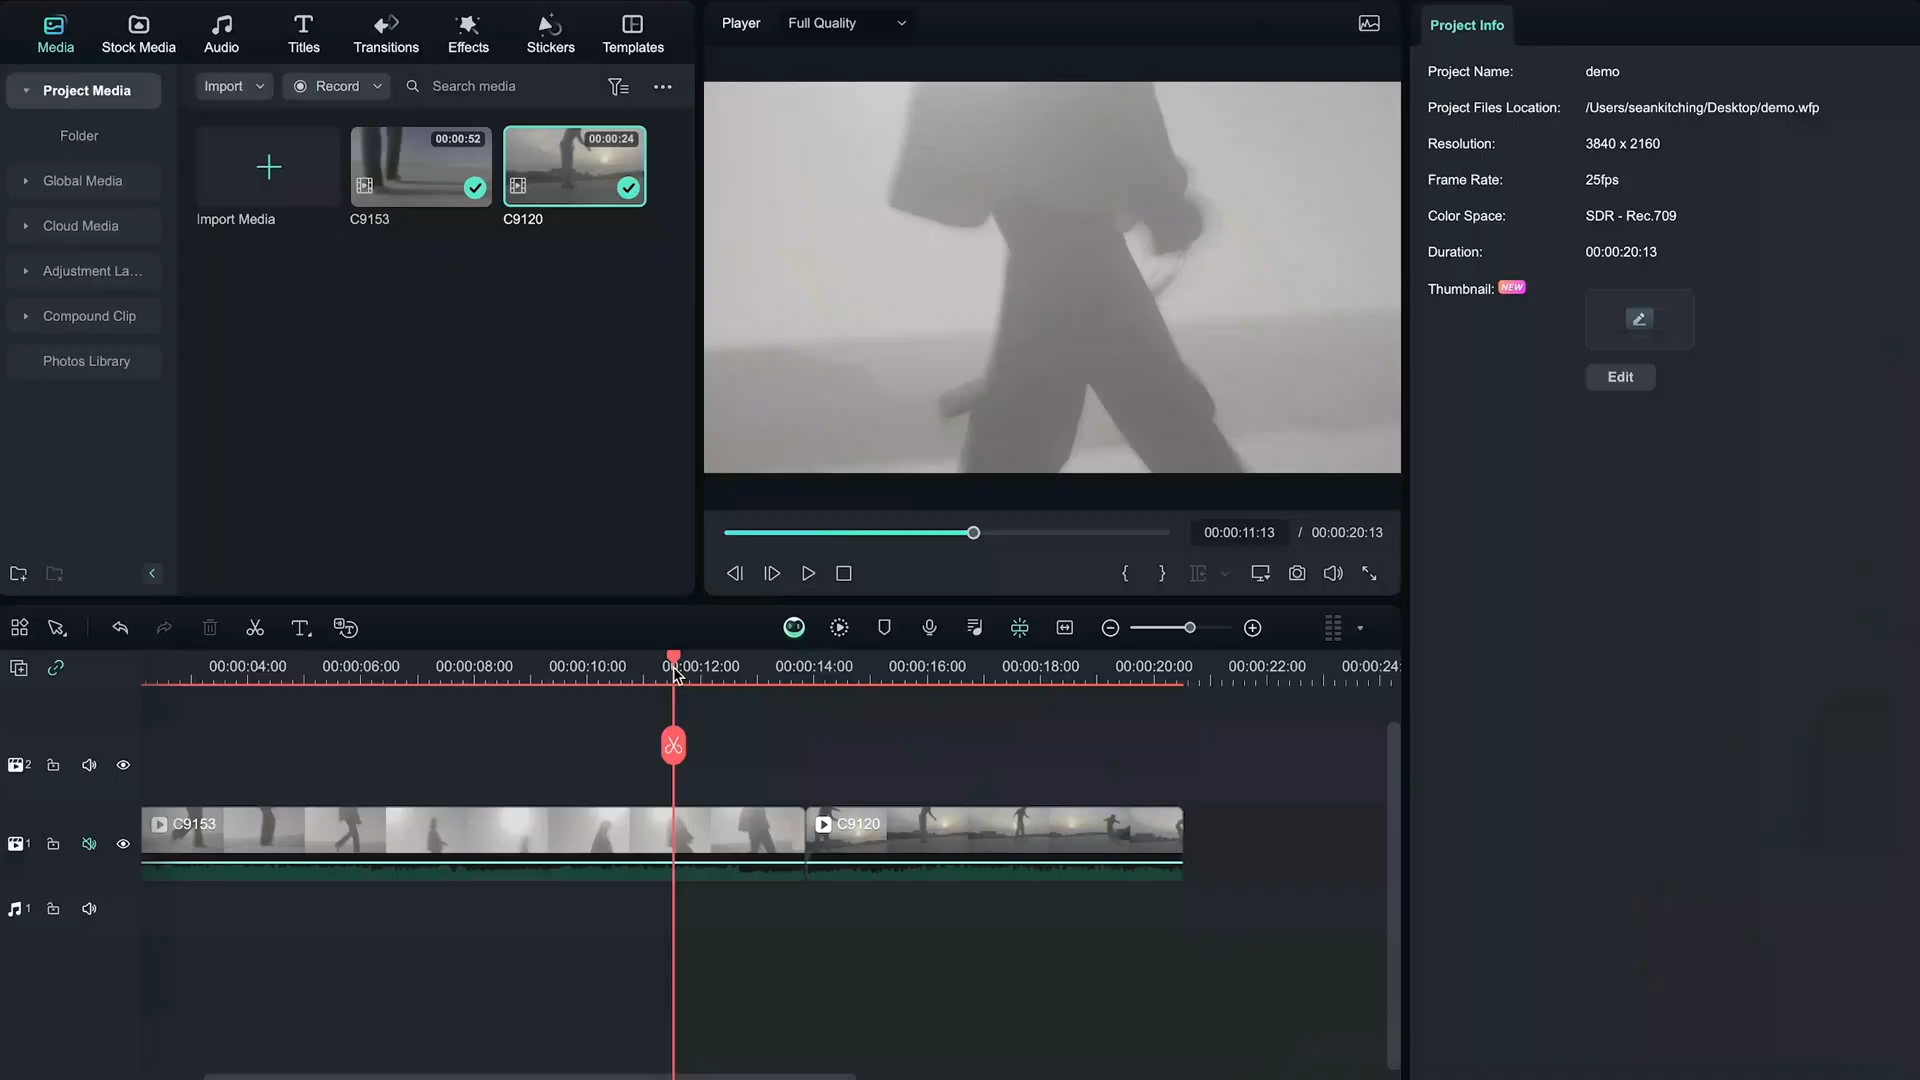 Media
Stock Media
Audio
Titles
Transitions
Effects
Stickers
Templates
Project Media
Folder
Global Media
Cloud Media
Adjustment La...
Compound Clip
Photos Library
Import
Record
Search media
Import Media
00:00:52
C9153
00:00:24
C9120
Player
Full Quality
00:00:11:13 / 00:00:20:13
Project Info
Project Name: demo
Project Files Location: /Users/seankitching/Desktop/demo.wfp
Resolution: 3840 x 2160
Frame Rate: 25fps
Color Space: SDR - Rec.709
Duration: 00:00:20:13
Thumbnail: NEW
Edit
00:00:04:00 00:00:06:00 00:00:08:00 00:00:10:00 00:00:12:00 00:00:14:00 00:00:16:00 00:00:18:00 00:00:20:00 00:00:22:00 00:00:24:
2
1
C9153
C9120
1